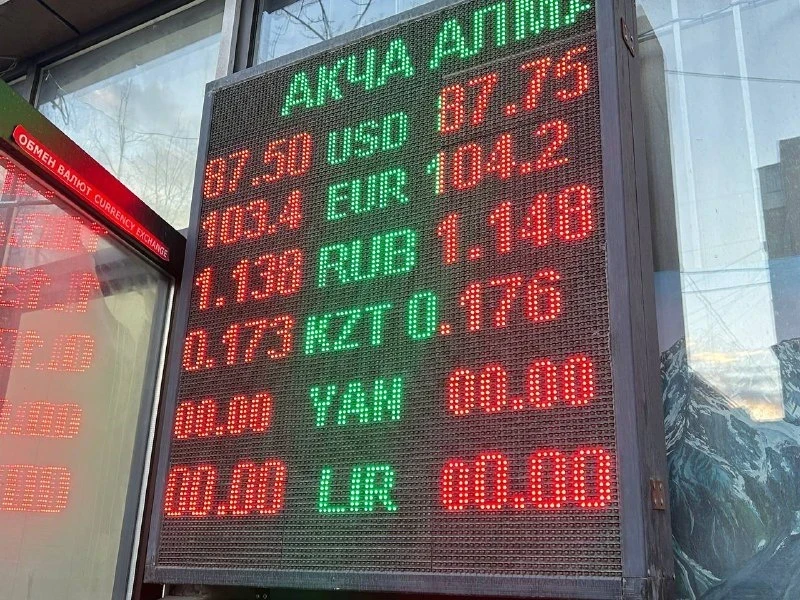 ОБМЕН ВАЛЮТ CURRENCY EXCHANGE
АКЧА АЛМ
87.50 USD 87.75
103.4 EUR 104.2
1.138 RUB 1.148
0.173 KZT 0.176
00.00 YAN 00.00
00.00 LIR 00.00